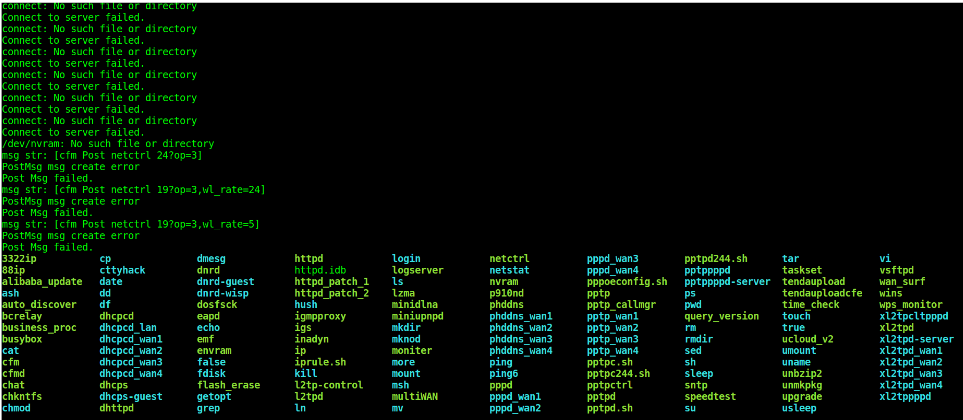 connect: No such file or directory
Connect to server failed.
connect: No such file or directory
Connect to server failed.
connect: No such file or directory
Connect to server failed.
connect: No such file or directory
Connect to server failed.
connect: No such file or directory
Connect to server failed.
connect: No such file or directory
Connect to server failed.
/dev/nvram: No such file or directory
msg str: [cfm Post netctrl 24?op=3]
PostMsg msg create error
Post Msg failed.
msg str: [cfm Post netctrl 19?op=3,wl_rate=24]
PostMsg msg create error
Post Msg failed.
msg str: [cfm Post netctrl 19?op=3,wl_rate=5]
PostMsg msg create error
Post Msg failed.
3322ip cp dmesg httpd login netctrl pppd_wan3 pptpd244.sh tar vi
88ip cttyhack dnrd httpd.idb logserver netstat pppd_wan4 pptppppd taskset vsftpd
alibaba_update date dnrd-guest httpd_patch_1 ls nvram pppoeconfig.sh pptppppd-server tendaupload wan_surf
ash dd dnrd-wisp httpd_patch_2 lzma p910nd pptp ps tenduploadcfe wins
auto_discover df dosfsck hush minidlna phddns pptp_callmgr pwd time_check wps_monitor
bcrelay dhcpcd eapd igmpproxy miniupnpd phddns_wan1 pptp_wan1 query_version touch xl2tpcltpppd
business_proc dhcpcd_lan echo igs mkdir phddns_wan2 pptp_wan2 rm true xl2tpd
busybox dhcpcd_wan1 emf inadyn mknod phddns_wan3 pptp_wan3 rmdir ucloud_v2 xl2tpd-server
cat dhcpcd_wan2 envram ip moniter phddns_wan4 pptp_wan4 sed umount xl2tpd_wan1
cfm dhcpcd_wan3 false iprule.sh more ping pptpc.sh sh uname xl2tpd_wan2
cfmd dhcpcd_wan4 fdisk kill mount ping6 pptpc244.sh sleep unbzip2 xl2tpd_wan3
chat dhcps flash_erase l2tp-control msh pppd pptpctrl sntp unmkpkg xl2tpd_wan4
chkntfs dhcps-guest getopt l2tpd multiWAN pppd_wan1 pptpd speedtest upgrade xl2tppppd
chmod dhttpd grep ln mv pppd_wan2 pptpd.sh su usleep